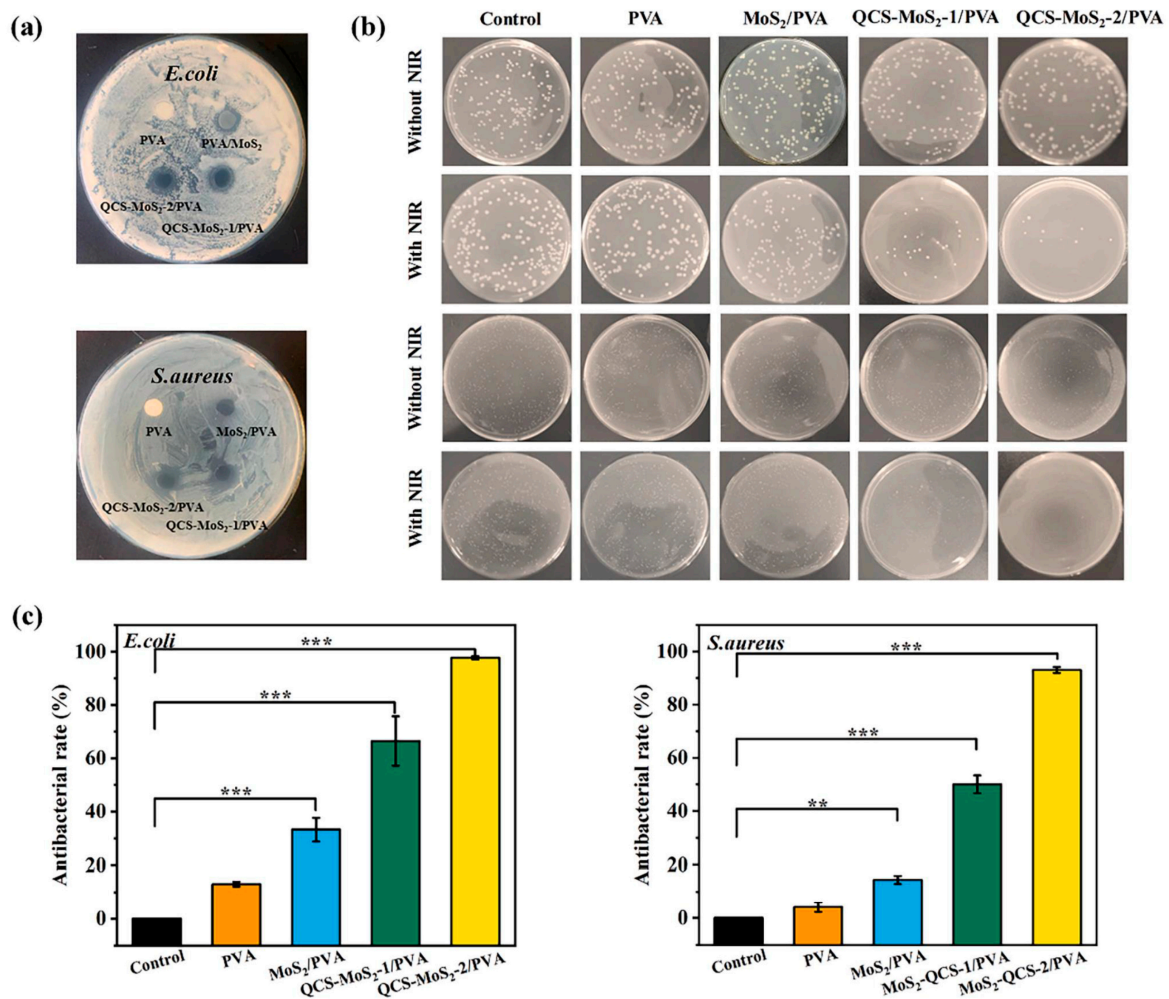 (a)
E.coli
PVA
PVA/MoS₂
QCS-MoS₂-2/PVA
QCS-MoS₂-1/PVA
S.aureus
PVA
MoS₂/PVA
QCS-MoS₂-2/PVA
QCS-MoS₂-1/PVA
(b)
Control PVA MoS₂/PVA QCS-MoS₂-1/PVA QCS-MoS₂-2/PVA
Without NIR
With NIR
Without NIR
With NIR
(c)
E.coli
Antibacterial rate (%)
100
80
60
40
20
0
***
***
***
Control
PVA
MoS₂/PVA
QCS-MoS₂-1/PVA
QCS-MoS₂-2/PVA
S.aureus
Antibacterial rate (%)
100
80
60
40
20
0
***
***
**
Control
PVA
MoS₂/PVA
MoS₂-QCS-1/PVA
MoS₂-QCS-2/PVA